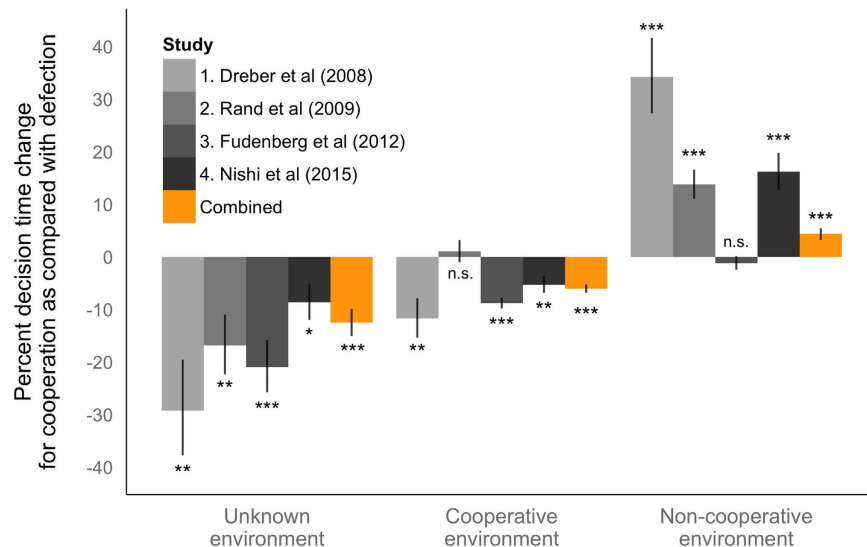 Percent decision time change
for cooperation as compared with defection
40
30
20
10
0
-10
-20
-30
-40
Study
1. Dreber et al (2008)
2. Rand et al (2009)
3. Fudenberg et al (2012)
4. Nishi et al (2015)
Combined
**
**
***
*
***
**
n.s.
***
**
***
***
***
n.s.
***
***
Unknown
environment
Cooperative
environment
Non-cooperative
environment